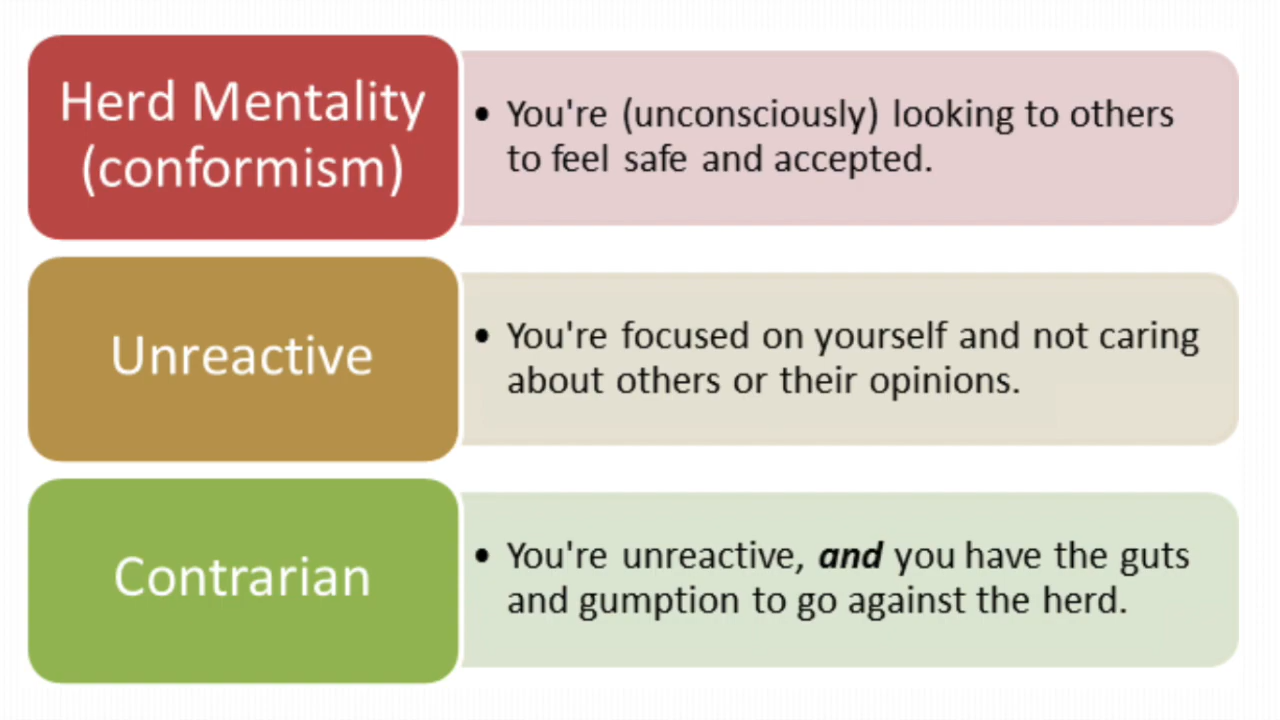 Herd Mentality
(conformism)
• You're (unconsciously) looking to others
to feel safe and accepted.
Unreactive
• You're focused on yourself and not caring
about others or their opinions.
Contrarian
• You're unreactive, and you have the guts
and gumption to go against the herd.